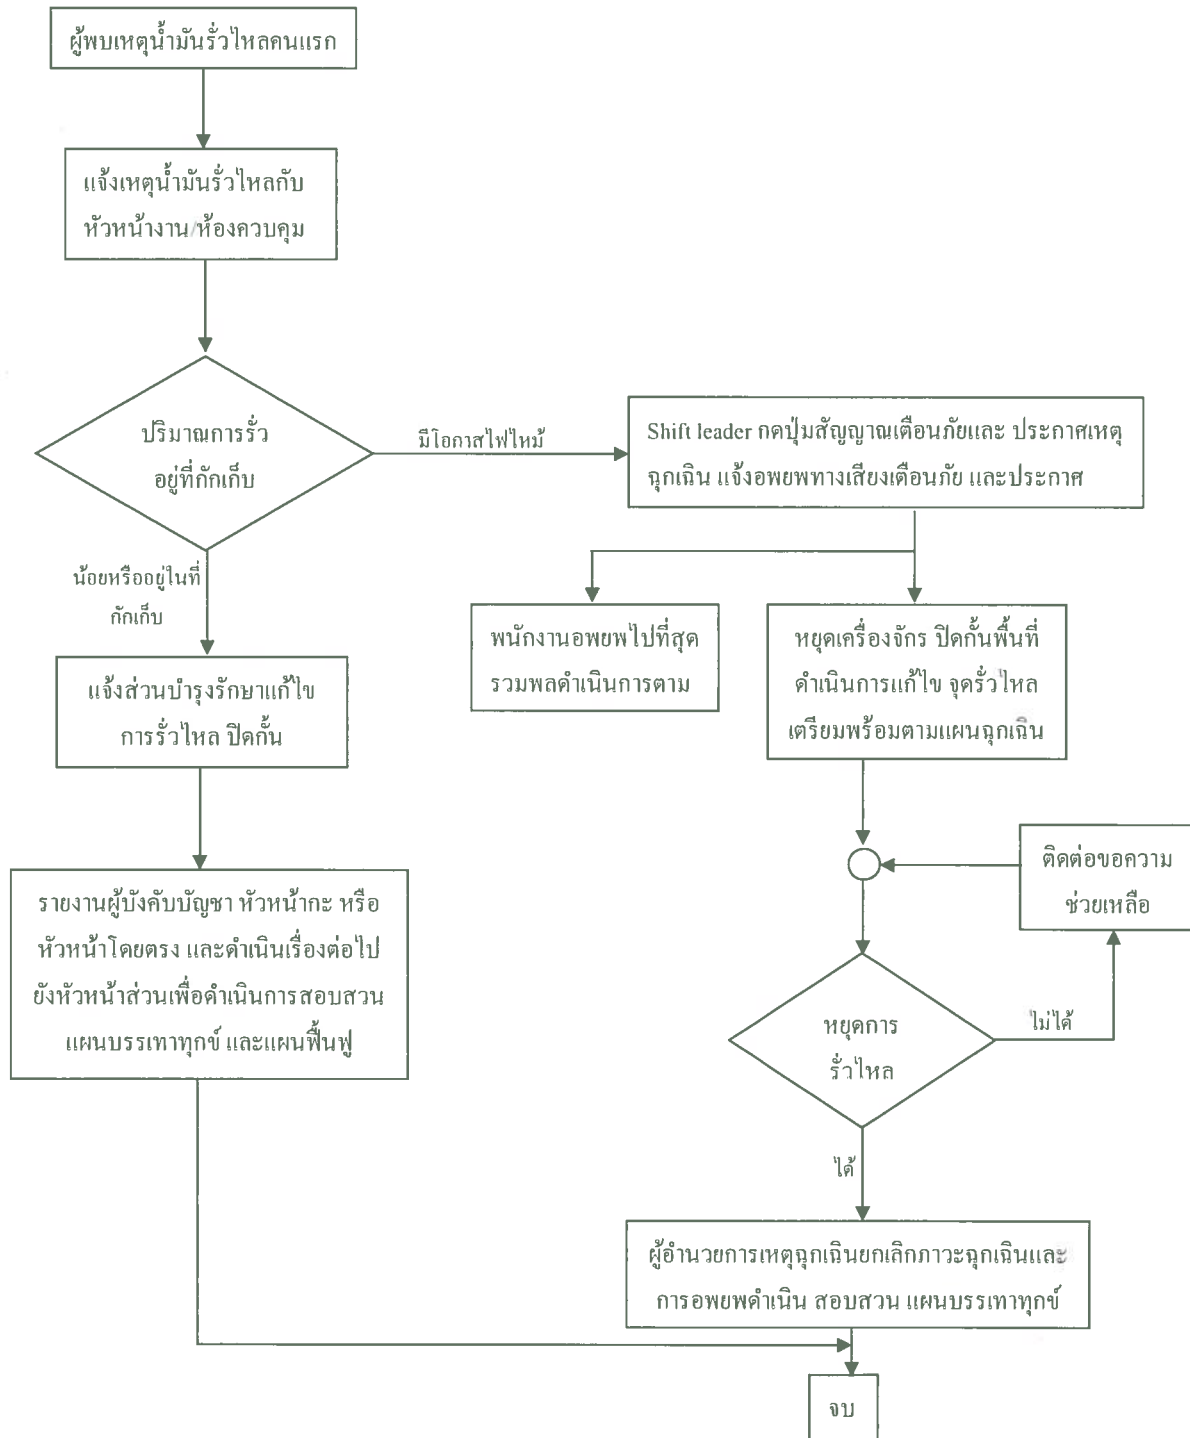 ผู้พบเหตุน้ำมันรั่วไหลคนแรก
แจ้งเหตุน้ำมันรั่วไหลกับ
หัวหน้างาน/ห้องควบคุม
ปริมาณการรั่ว
อยู่ที่กักเก็บ
มีโอกาสไฟไหม้
Shift leader กดปุ่มสัญญาณเตือนภัยและ ประกาศเหตุ
ฉุกเฉิน แจ้งอพยพทางเสียงเตือนภัย และประกาศ
น้อยหรืออยู่ในที่
กักเก็บ
พนักงานอพยพไปที่สุด
รวมพลดำเนินการตาม
หยุดเครื่องจักร ปิดกั้นพื้นที่
ดำเนินการแก้ไข จุดรั่วไหล
เตรียมพร้อมตามแผนฉุกเฉิน
แจ้งส่วนบำรุงรักษาแก้ไข
การรั่วไหล ปิดกั้น
ติดต่อขอความ
ช่วยเหลือ
รายงานผู้บังคับบัญชา หัวหน้ากะ หรือ
หัวหน้าโดยตรง และดำเนินเรื่องต่อไป
ยังหัวหน้าส่วนเพื่อดำเนินการสอบสวน
แผนบรรเทาทุกข์ และแผนฟื้นฟู
หยุดการ
รั่วไหล
ไม่ได้
ได้
ผู้อำนวยการเหตุฉุกเฉินยกเลิกภาวะฉุกเฉินและ
การอพยพดำเนิน สอบสวน แผนบรรเทาทุกข์
จบ